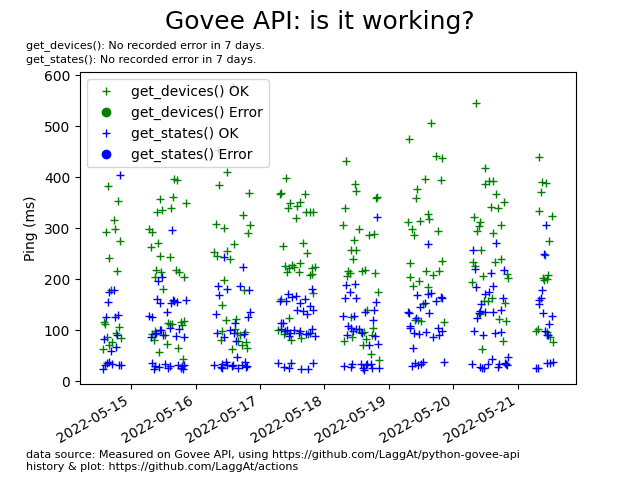 Govee API: is it working?
get_devices(): No recorded error in 7 days.
get_states(): No recorded error in 7 days.
600
500
400
300
200
100
0
Ping (ms)
get_devices() OK
get_devices() Error
get_states() OK
get_states() Error
2022-05-15
2022-05-16
2022-05-17
2022-05-18
2022-05-19
2022-05-20
2022-05-21
data source: Measured on Govee API, using https://github.com/LaggAt/python-govee-api
history & plot: https://github.com/LaggAt/actions